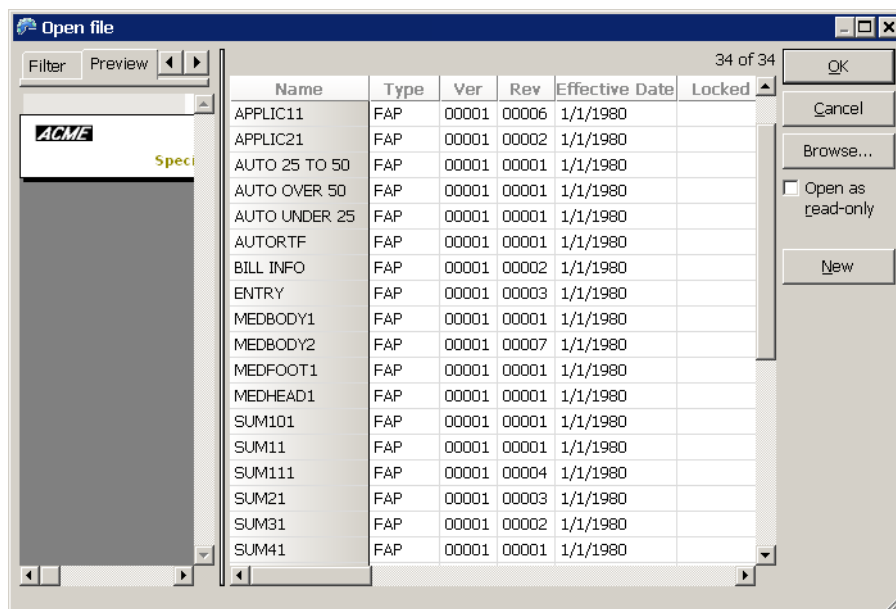 Open file
Filter Preview
34 of 34
OK
Cancel
Browse...
Open as
read-only
New
ACME
Speci
Name Type Ver Rev Effective Date Locked
APPLIC11 FAP 00001 00006 1/1/1980
APPLIC21 FAP 00001 00002 1/1/1980
AUTO 25 TO 50 FAP 00001 00001 1/1/1980
AUTO OVER 50 FAP 00001 00001 1/1/1980
AUTO UNDER 25 FAP 00001 00001 1/1/1980
AUTORTF FAP 00001 00001 1/1/1980
BILL INFO FAP 00001 00002 1/1/1980
ENTRY FAP 00001 00003 1/1/1980
MEDBODY1 FAP 00001 00001 1/1/1980
MEDBODY2 FAP 00001 00007 1/1/1980
MEDFOOT1 FAP 00001 00001 1/1/1980
MEDHEAD1 FAP 00001 00001 1/1/1980
SUM101 FAP 00001 00001 1/1/1980
SUM11 FAP 00001 00001 1/1/1980
SUM111 FAP 00001 00004 1/1/1980
SUM21 FAP 00001 00003 1/1/1980
SUM31 FAP 00001 00002 1/1/1980
SUM41 FAP 00001 00001 1/1/1980